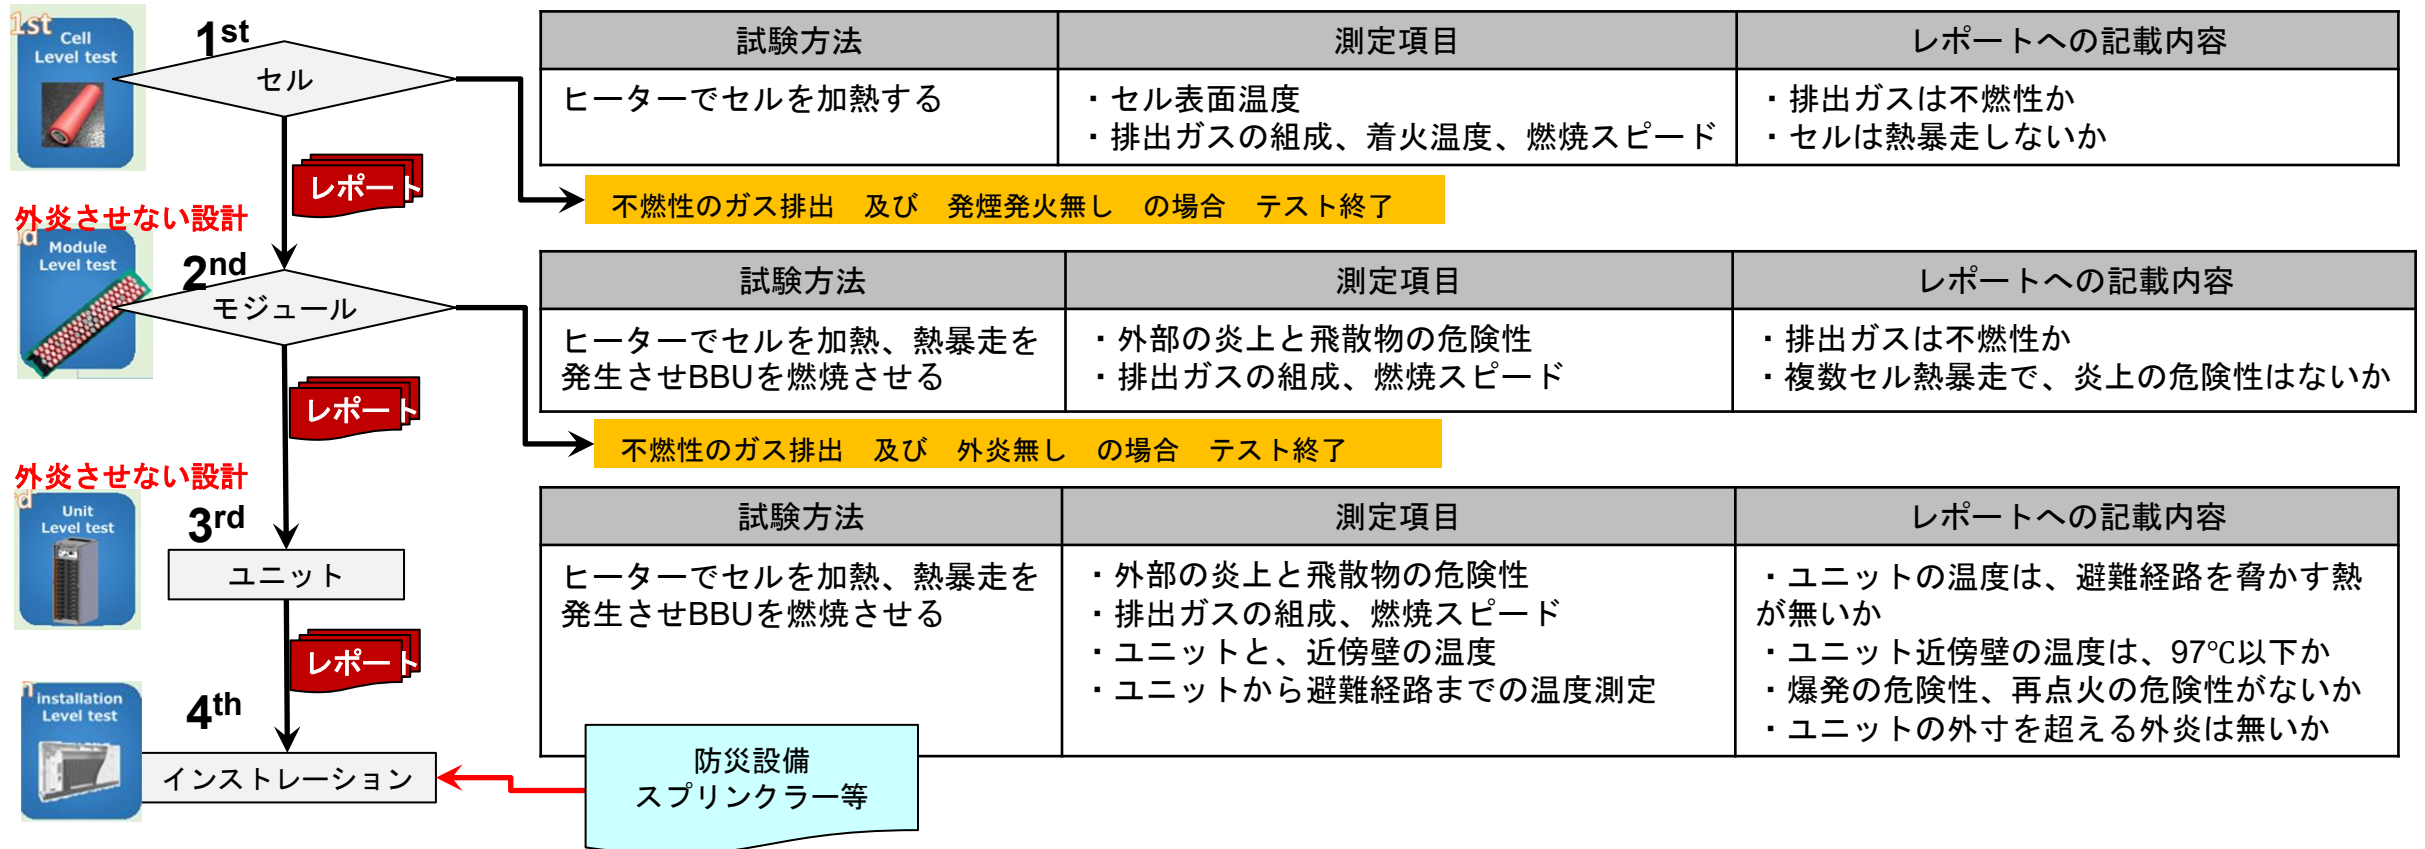 1st
Cell
Level test
1st
セル
レポート
試験方法
測定項目
レポートへの記載内容
ヒーターでセルを加熱する
・セル表面温度
・排出ガスの組成、着火温度、燃焼スピード
・排出ガスは不燃性か
・セルは熱暴走しないか
不燃性のガス排出 及び 発煙発火無し の場合 テスト終了
外炎させない設計
d
Module
Level test
2nd
モジュール
レポート
試験方法
測定項目
レポートへの記載内容
ヒーターでセルを加熱、熱暴走を
発生させBBUを燃焼させる
・外部の炎上と飛散物の危険性
・排出ガスの組成、燃焼スピード
・排出ガスは不燃性か
・複数セル熱暴走で、炎上の危険性はないか
不燃性のガス排出 及び 外炎無し の場合 テスト終了
外炎させない設計
d
Unit
Level test
3rd
ユニット
レポート
試験方法
測定項目
レポートへの記載内容
ヒーターでセルを加熱、熱暴走を
発生させBBUを燃焼させる
・外部の炎上と飛散物の危険性
・排出ガスの組成、燃焼スピード
・ユニットと、近傍壁の温度
・ユニットから避難経路までの温度測定
・ユニットの温度は、避難経路を脅かす熱
が無いか
・ユニット近傍壁の温度は、97℃以下か
・爆発の危険性、再点火の危険性がないか
・ユニットの外寸を超える外炎は無いか
installation
Level test
4th
インストレーション
防災設備
スプリンクラー等